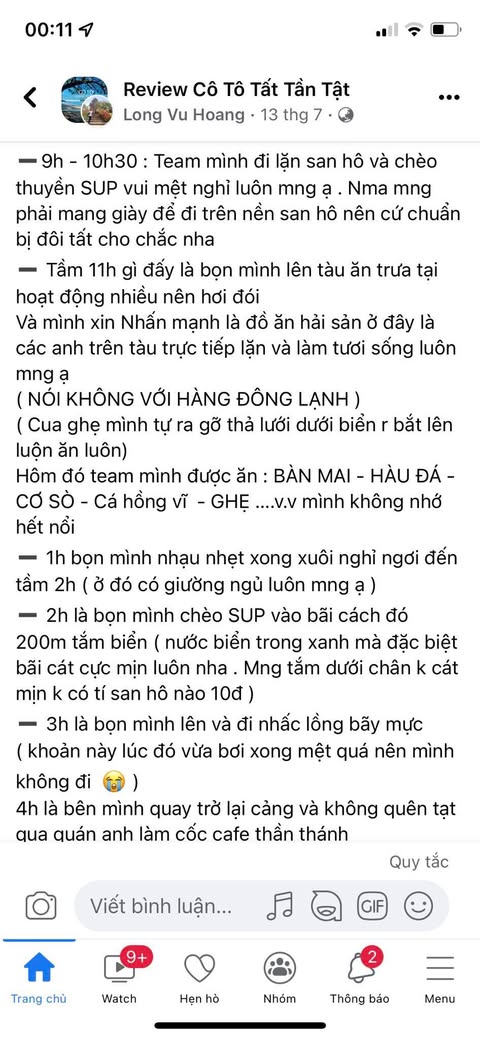 00:11
Review Cô Tô Tất Tần Tật
Long Vu Hoang · 13 thg 7 ·
➖9h - 10h30 : Team mình đi lặn san hô và chèo
thuyền SUP vui mệt nghỉ luôn mng ạ . Nma mng
phải mang giày để đi trên nền san hô nên cứ chuẩn
bị đôi tất cho chắc nha
➖ Tầm 11h gì đấy là bọn mình lên tàu ăn trưa tại
hoạt động nhiều nên hơi đói
Và mình xin Nhấn mạnh là đồ ăn hải sản ở đây là
các anh trên tàu trực tiếp lặn và làm tươi sống luôn
mng ạ
( NÓI KHÔNG VỚI HÀNG ĐÔNG LẠNH )
( Cua ghẹ mình tự ra gỡ thả lưới dưới biển r bắt lên
luộn ăn luôn)
Hôm đó team mình được ăn : BÀN MAI - HÀU ĐÁ -
CƠ SÒ - Cá hồng vĩ - GHẸ ....v.v mình không nhớ
hết nổi
➖ 1h bọn mình nhạu nhẹt xong xuôi nghỉ ngơi đến
tầm 2h ( ở đó có giường ngủ luôn mng ạ )
➖ 2h là bọn mình chèo SUP vào bãi cách đó
200m tắm biển ( nước biển trong xanh mà đặc biệt
bãi cát cực mịn luôn nha . Mng tắm dưới chân k cát
mịn k có tí san hô nào 10đ )
➖ 3h là bọn mình lên và đi nhấc lồng bãy mực
( khoản này lúc đó vừa bơi xong mệt quá nên mình
không đi 😭 )
4h là bên mình quay trở lại cảng và không quên tạt
qua quán anh làm cốc cafe thần thánh
Quy tắc
Viết bình luận...
GIF
9+
2
Trang chủ
Watch
Hẹn hò
Nhóm
Thông báo
Menu